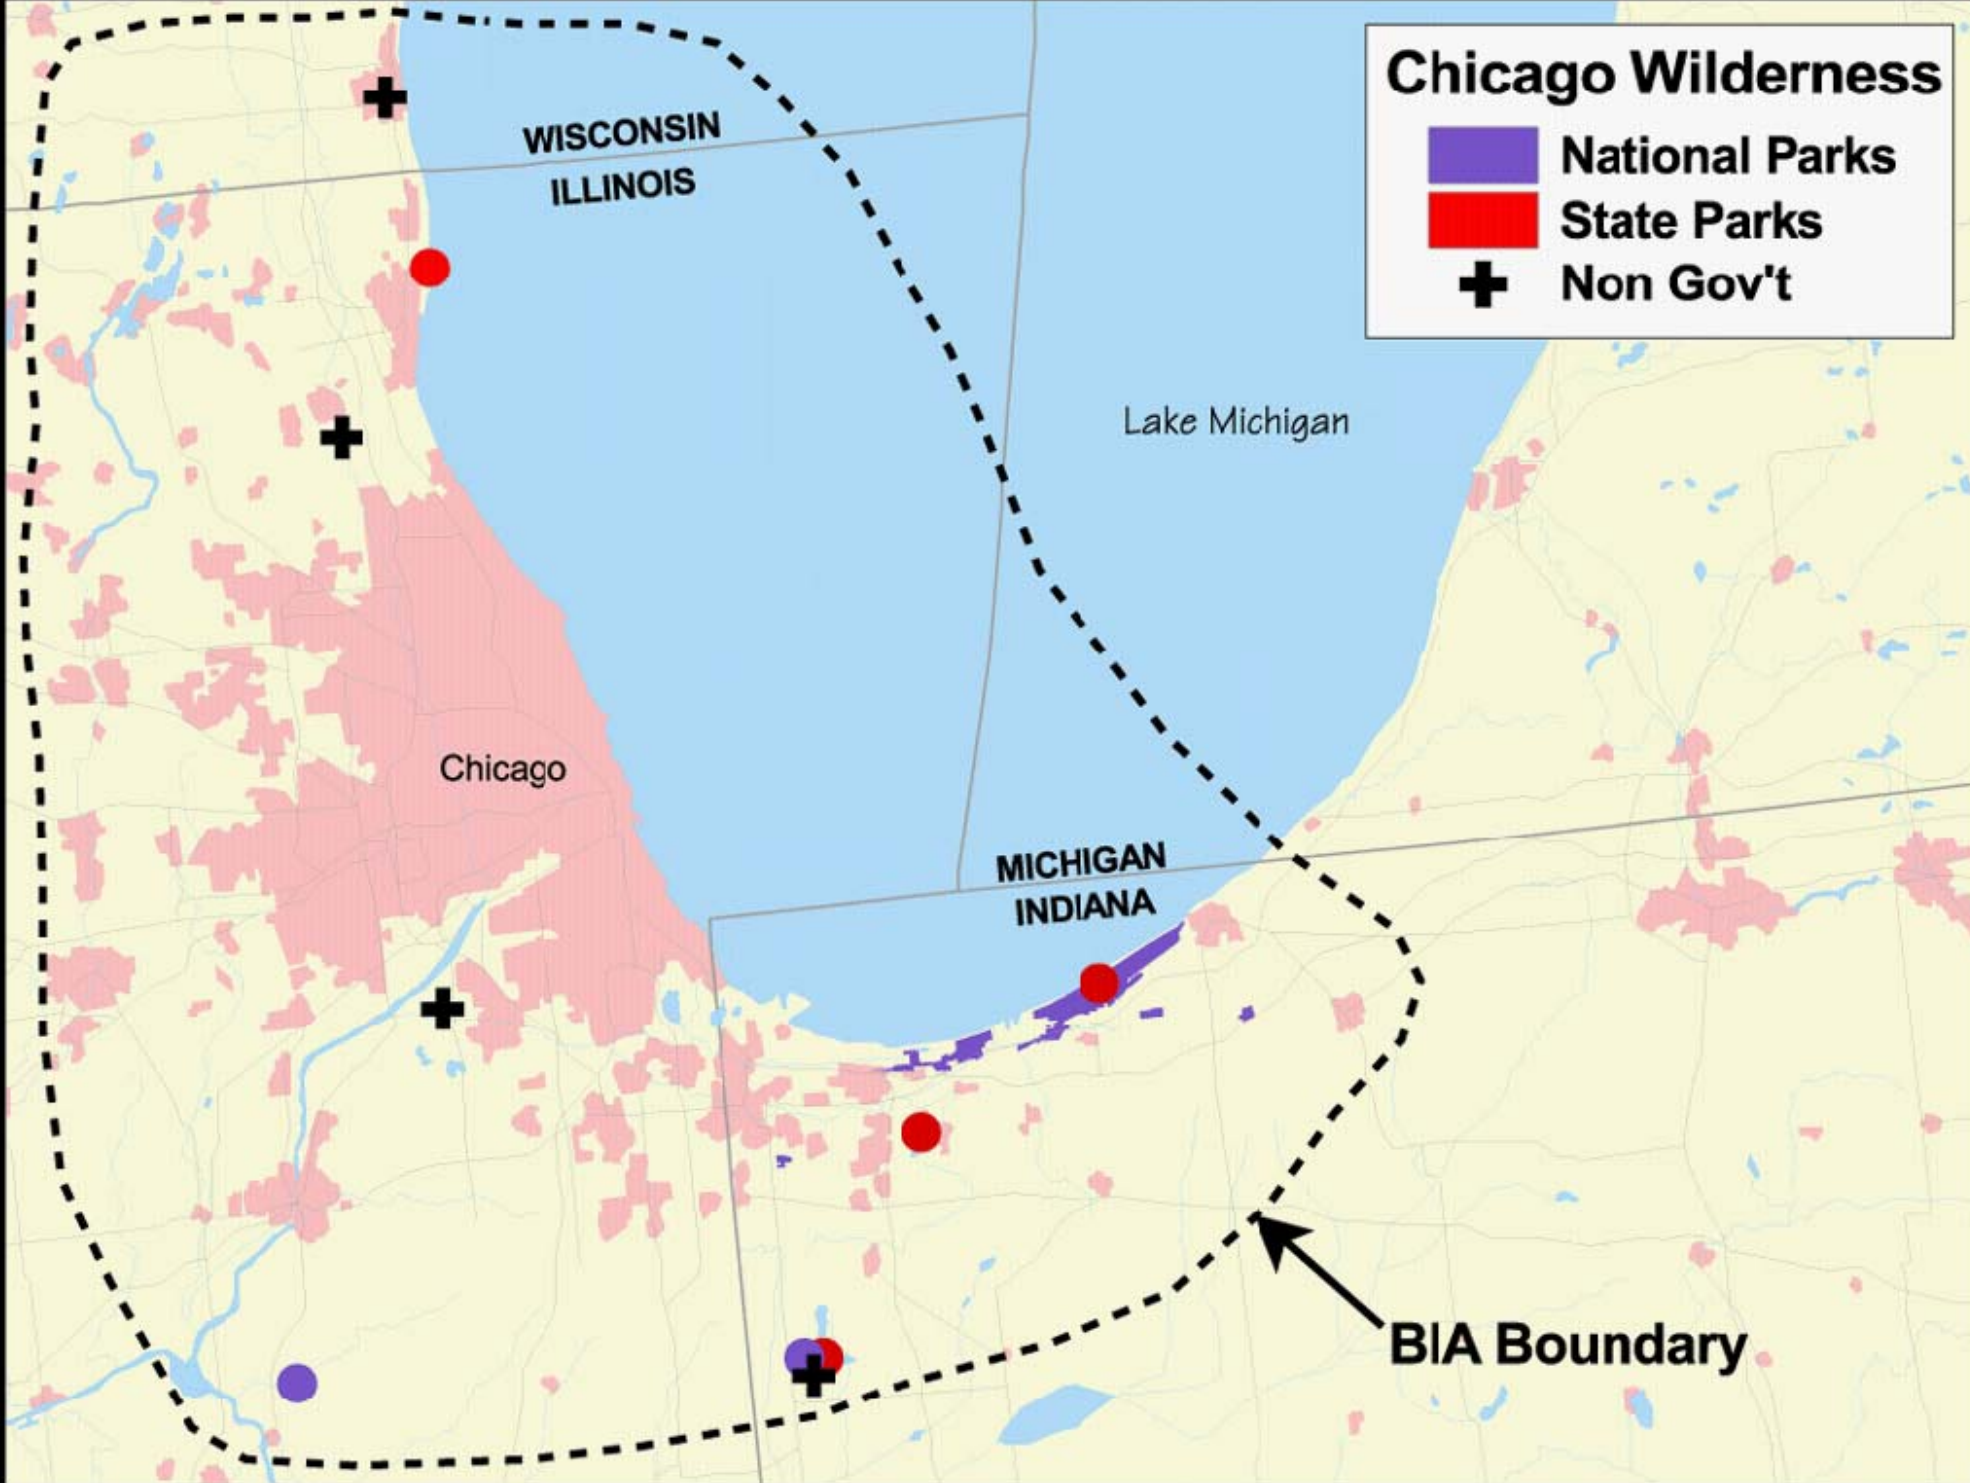 Chicago Wilderness
National Parks
State Parks
Non Gov't
WISCONSIN
ILLINOIS
Lake Michigan
Chicago
MICHIGAN
INDIANA
BIA Boundary